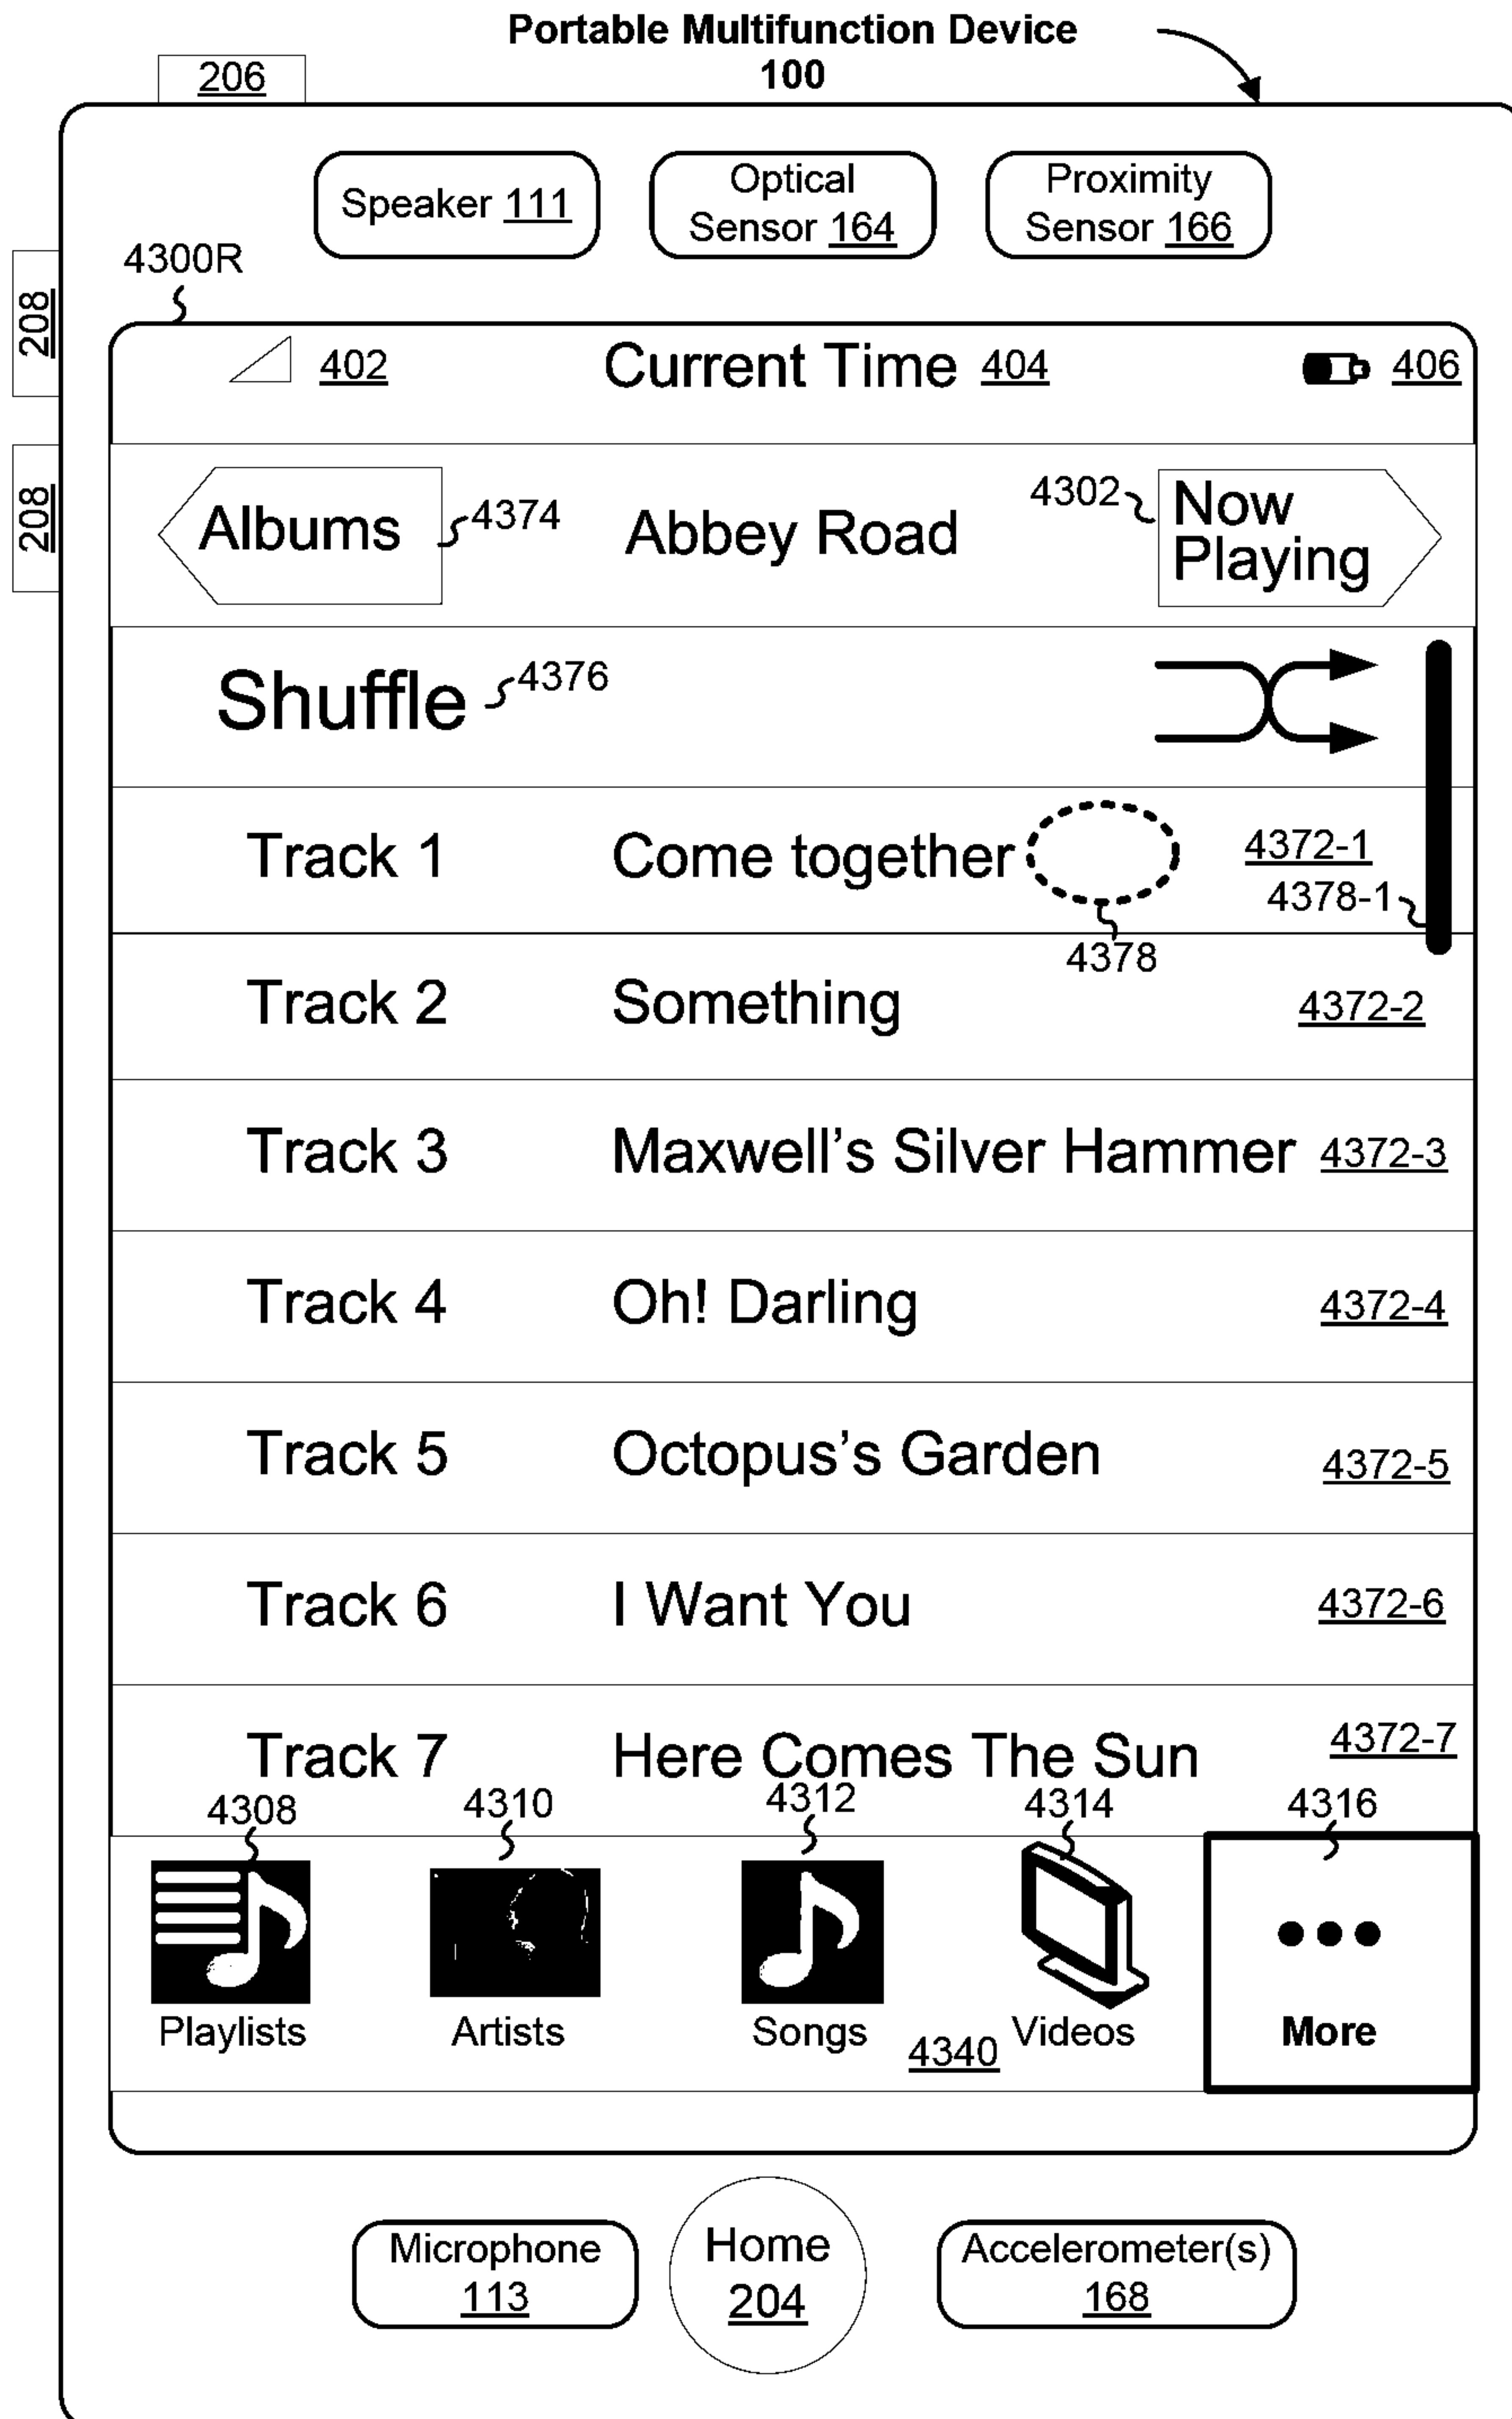 Portable Multifunction Device
100
206
Speaker 111
Optical
Sensor 164
Proximity
Sensor 166
208
4300R
402
Current Time 404
406
208
Albums
4374
Abbey Road
4302
Now
Playing
Shuffle
4376
Track 1 Come together 4372-1
4378-1
4378
Track 2 Something 4372-2
Track 3 Maxwell's Silver Hammer 4372-3
Track 4 Oh! Darling 4372-4
Track 5 Octopus's Garden 4372-5
Track 6 I Want You 4372-6
Track 7 Here Comes The Sun 4372-7
4308 4310 4312 4314 4316
Playlists Artists Songs Videos More
4340
Microphone
113
Home
204
Accelerometer(s)
168